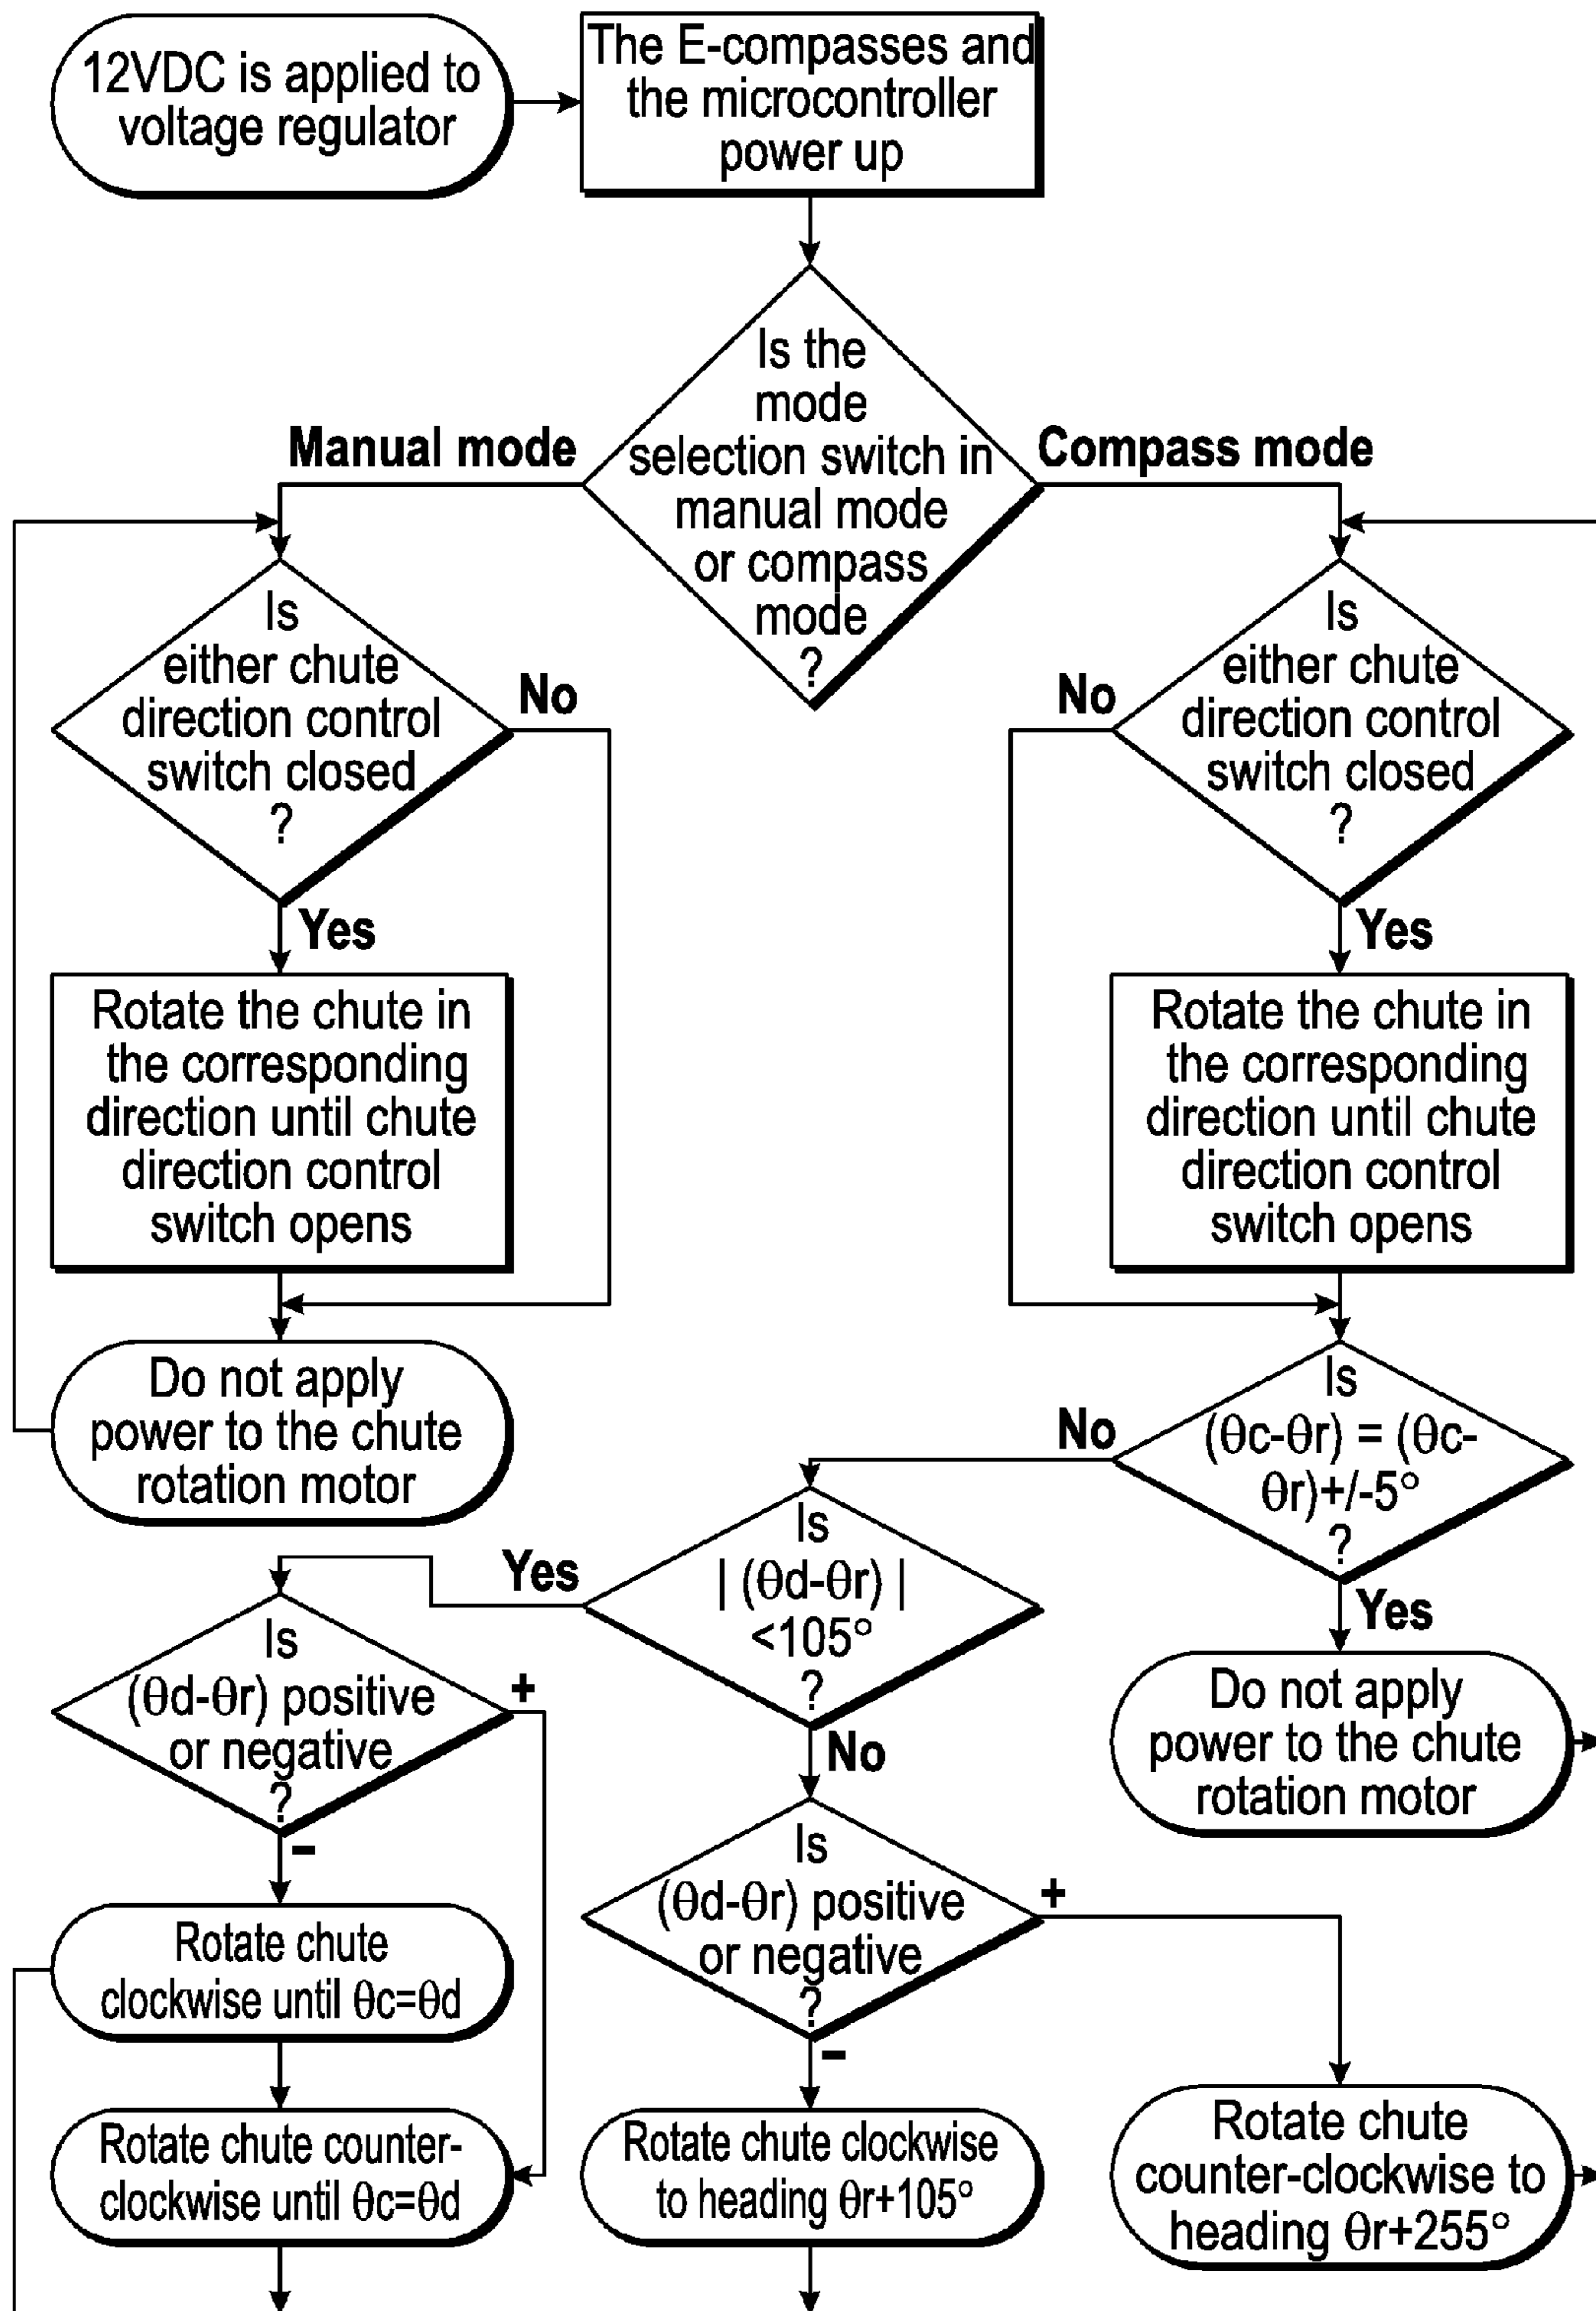 12VDC is applied to
voltage regulator
The E-compasses and
the microcontroller
power up
Is the
mode
selection switch in
manual mode
or compass
mode
?
Manual mode
Compass mode
Is
either chute
direction control
switch closed
?
No
Yes
Rotate the chute in
the corresponding
direction until chute
direction control
switch opens
Do not apply
power to the chute
rotation motor
Is
either chute
direction control
switch closed
?
No
Yes
Rotate the chute in
the corresponding
direction until chute
direction control
switch opens
Is
(θc-θr) = (θc-
θr)+/-5°
?
No
Yes
Do not apply
power to the chute
rotation motor
Is
| (θd-θr) |
<105°
?
Yes
No
Is
(θd-θr) positive
or negative
?
+
-
Rotate chute
clockwise until θc=θd
Rotate chute counter-
clockwise until θc=θd
Is
(θd-θr) positive
or negative
?
+
-
Rotate chute clockwise
to heading θr+105°
Rotate chute
counter-clockwise to
heading θr+255°